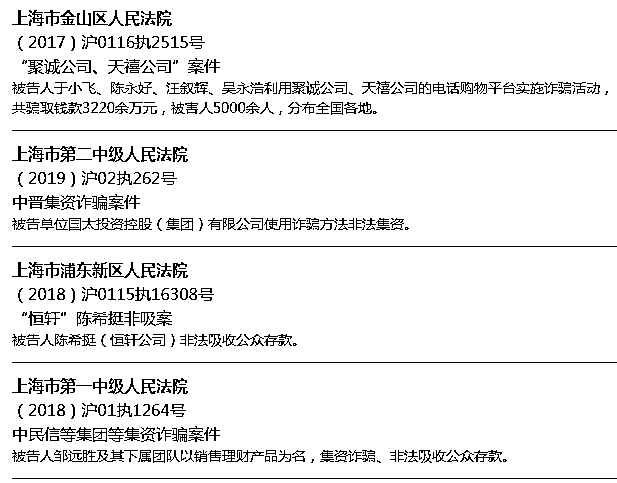 上海市金山区人民法院
（2017）沪0116执2515号
“聚诚公司、天禧公司”案件
被告人于小飞、陈永好、汪叙辉、吴永浩利用聚诚公司、天禧公司的电话购物平台实施诈骗活动，
共骗取钱款3220余万元，被害人5000余人，分布全国各地。
上海市第二中级人民法院
（2019）沪02执262号
中晋集资诈骗案件
被告单位国太投资控股（集团）有限公司使用诈骗方法非法集资。
上海市浦东新区人民法院
（2018）沪0115执16308号
“恒轩”陈希挺非吸案
被告人陈希挺（恒轩公司）非法吸收公众存款。
上海市第一中级人民法院
（2018）沪01执1264号
中民信等集团等集资诈骗案件
被告人邹远胜及其下属团队以销售理财产品为名，集资诈骗、非法吸收公众存款。